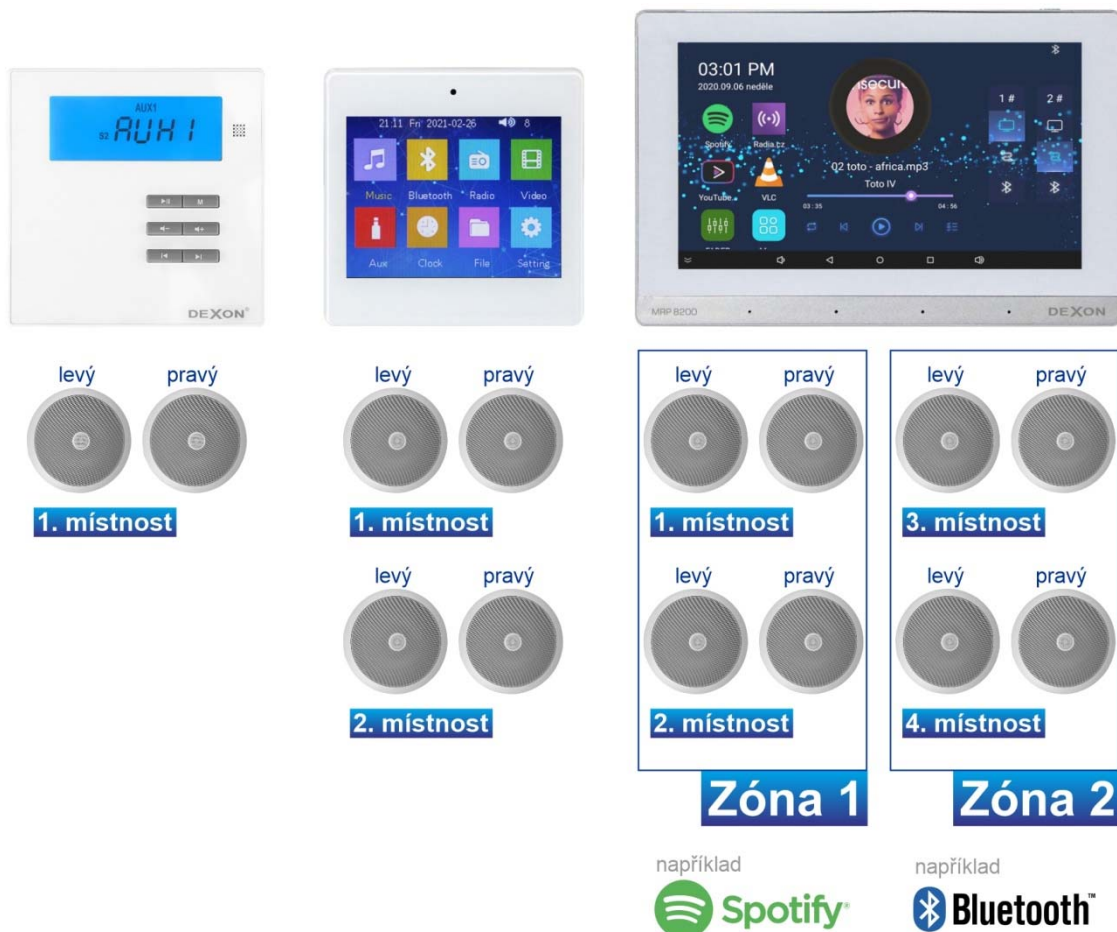 AUX1
S2 AUX1
M
DEXON®
21:11 Fri 2021-02-26 8
Music Bluetooth Radio Video
Aux Clock File Setting
03:01 PM
2020.09.06 neděle
Spotify Radia.cz
YouTube VLC
1 # 2 #
02 toto - africa.mp3
Toto IV
03 : 35 04 : 56
MRP 8200 DEXON
levý pravý
1. místnost
levý pravý
1. místnost
levý pravý
2. místnost
levý pravý
1. místnost
levý pravý
2. místnost
Zóna 1
levý pravý
3. místnost
levý pravý
4. místnost
Zóna 2
například
Spotify®
například
Bluetooth™